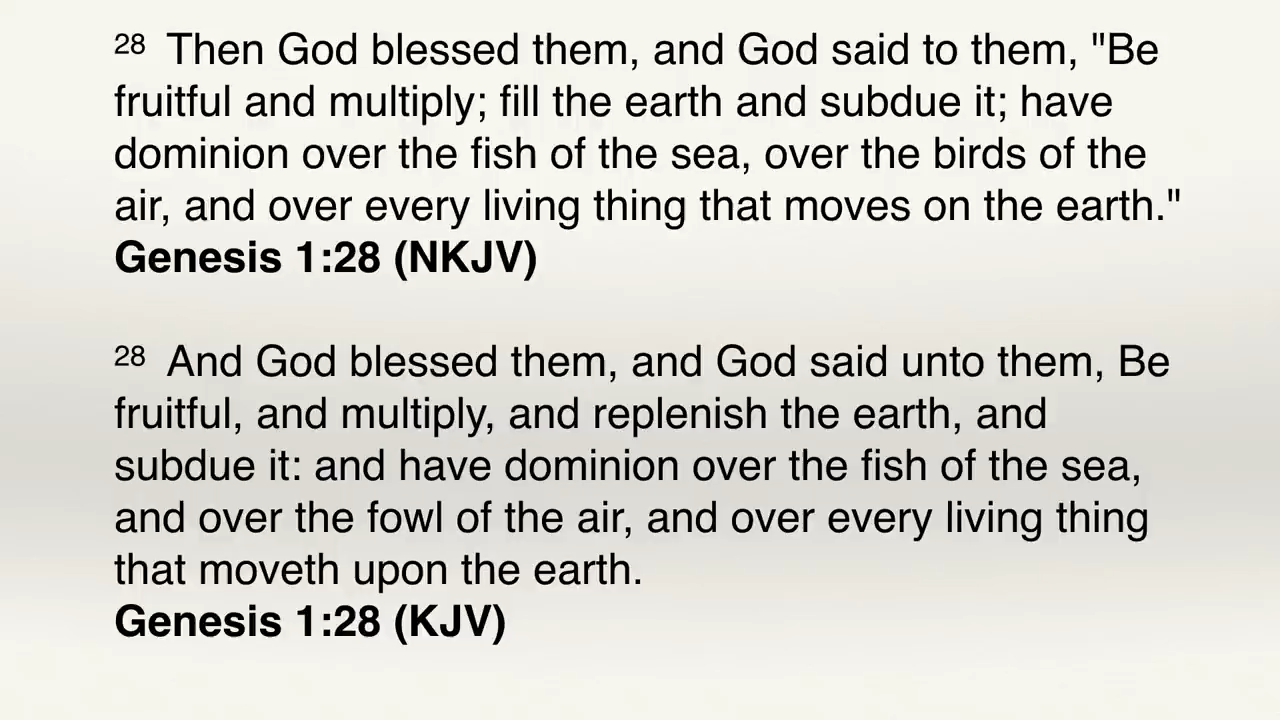 28 Then God blessed them, and God said to them, "Be
fruitful and multiply; fill the earth and subdue it; have
dominion over the fish of the sea, over the birds of the
air, and over every living thing that moves on the earth."
Genesis 1:28 (NKJV)
28 And God blessed them, and God said unto them, Be
fruitful, and multiply, and replenish the earth, and
subdue it: and have dominion over the fish of the sea,
and over the fowl of the air, and over every living thing
that moveth upon the earth.
Genesis 1:28 (KJV)